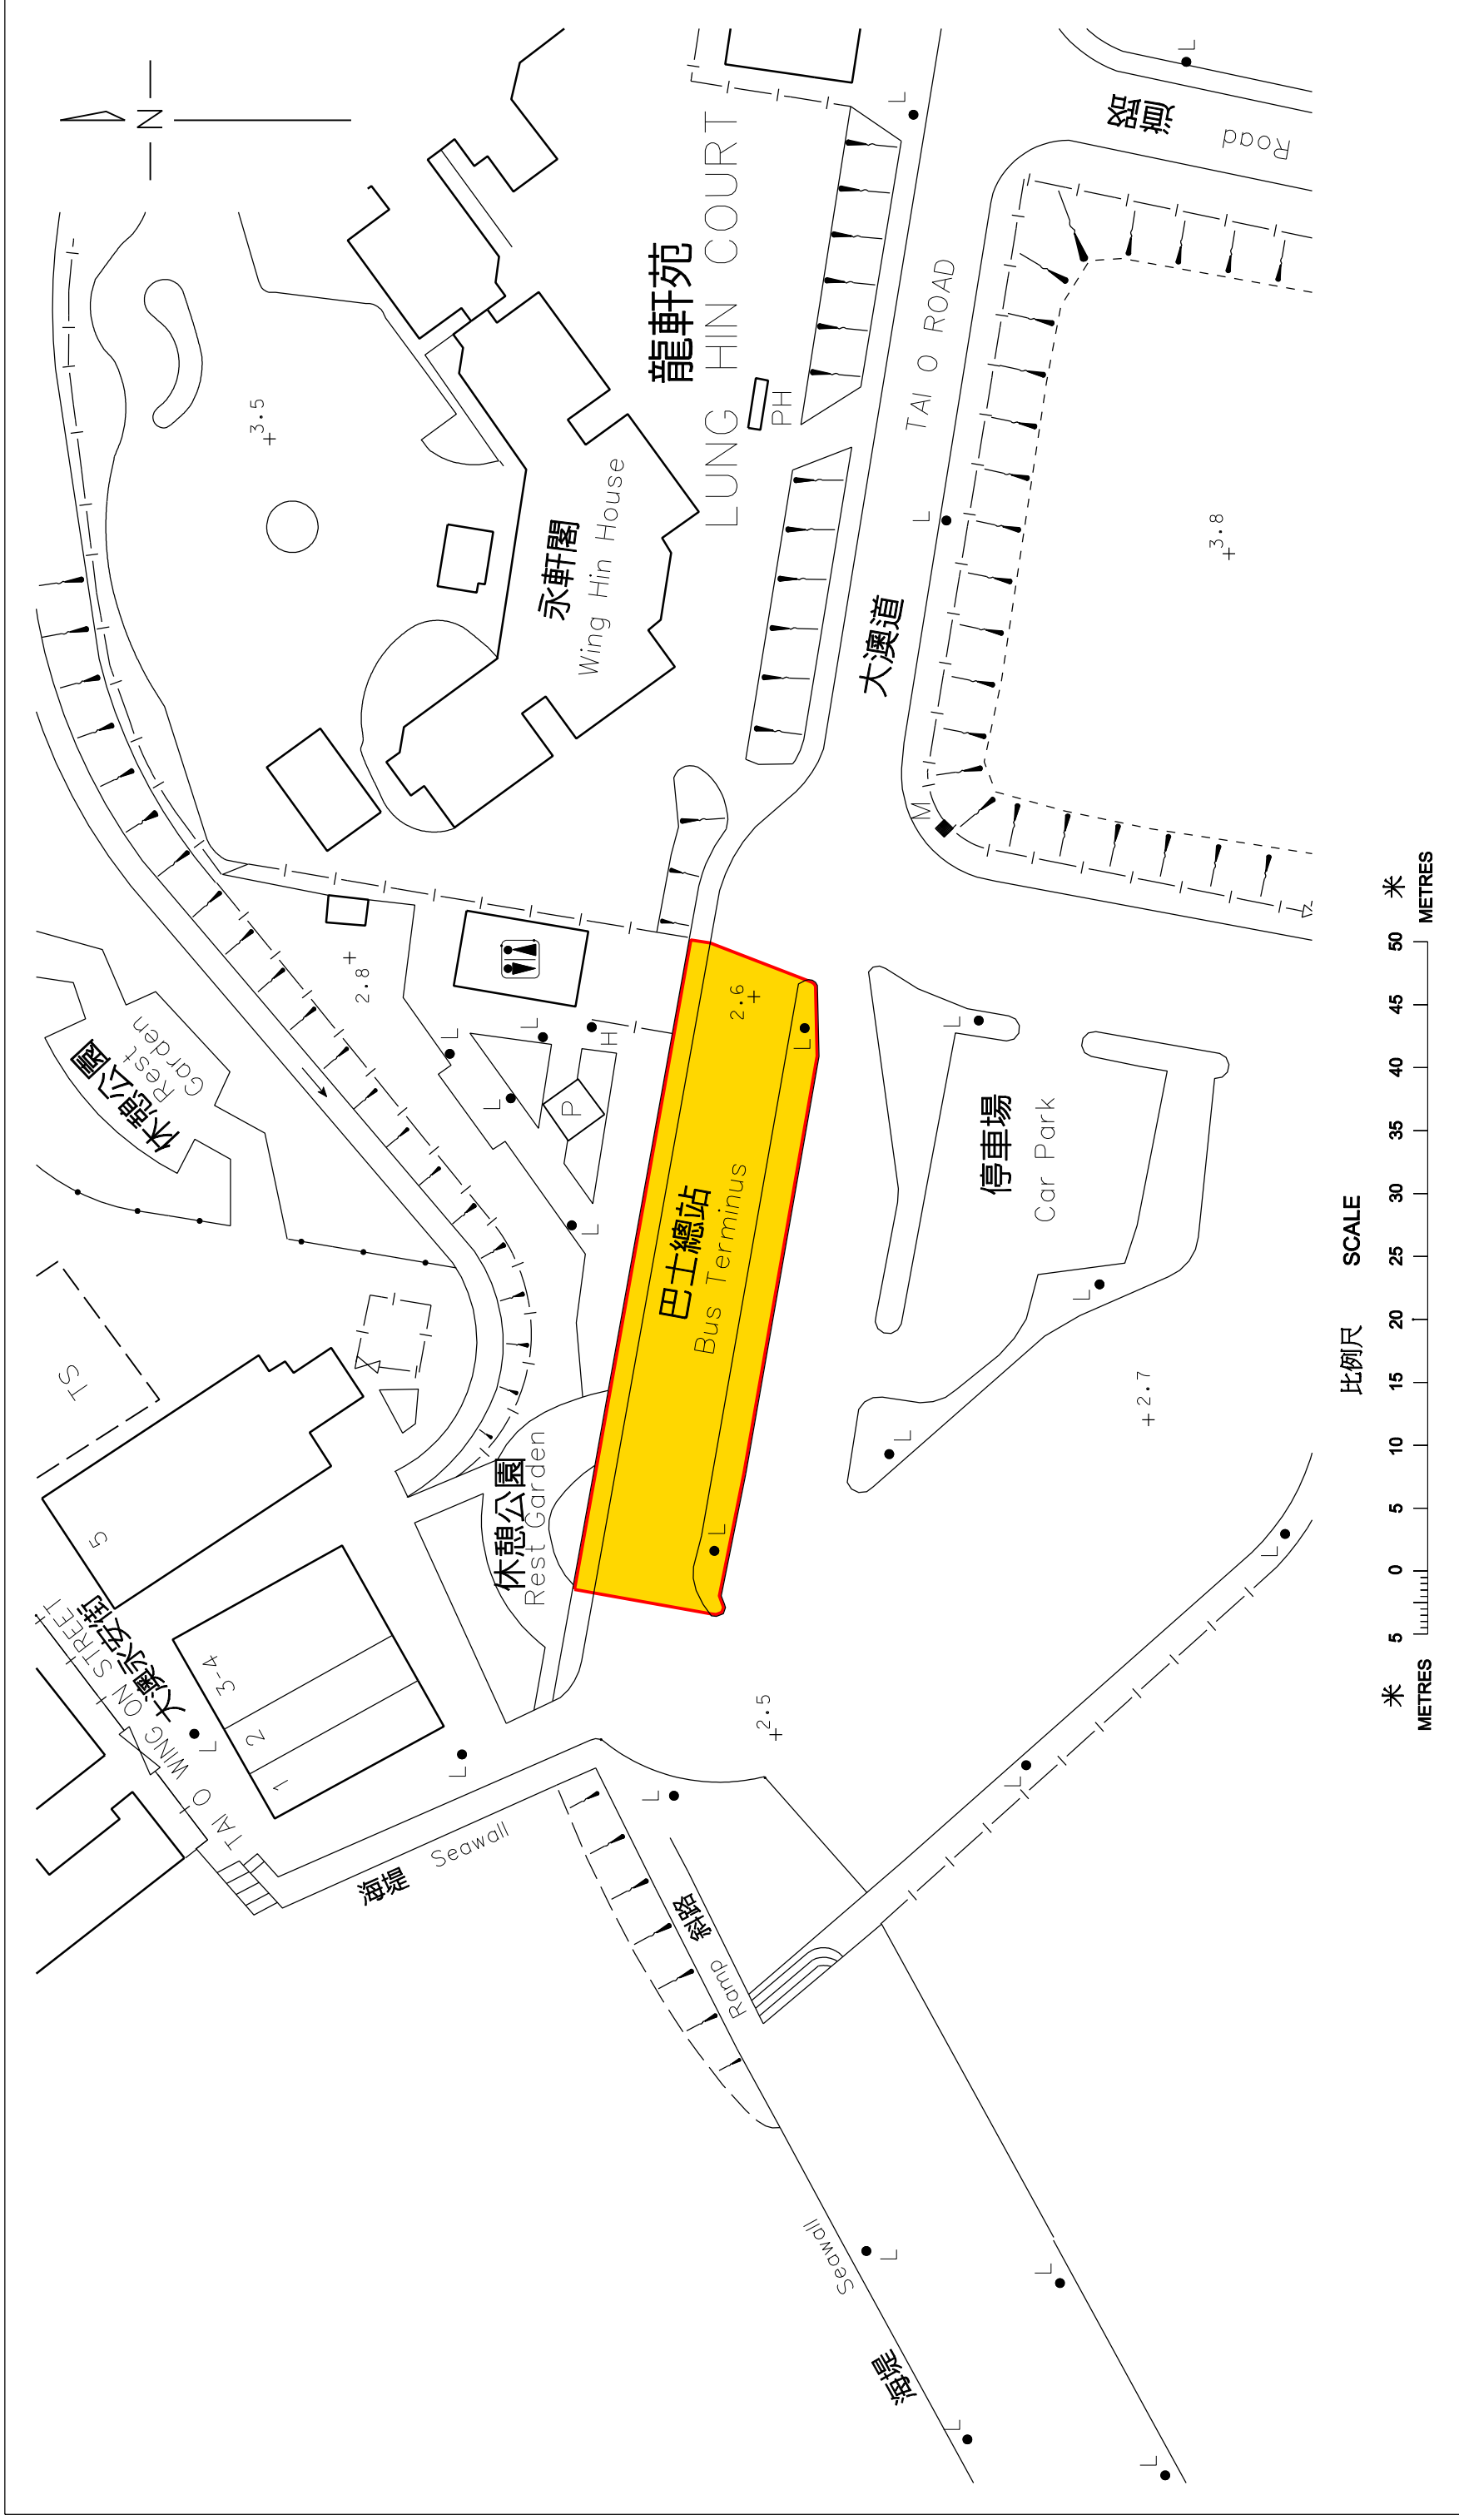 N
TS
5
大澳永安街
TAI O WING ON STREET
3-4
2
1
L
L
海堤
Seawall
休憩公園
Rest
Garden
休憩公園
Rest Garden
2.8
3.5
L
L
L
L
P
H
永軒閣
Wing Hin House
龍軒苑
LUNG HIN COURT
PH
巴士總站
Bus Terminus
2.6
L
L
大澳道
TAI O ROAD
L
L
M
3.8
Road
L
停車場
Car Park
L
L
L
2.7
2.5
L
斜路
Ramp
L
L
海堤
Seawall
L
L
L
L
比例尺 SCALE
米
METRES
5 0 5 10 15 20 25 30 35 40 45 50
米
METRES